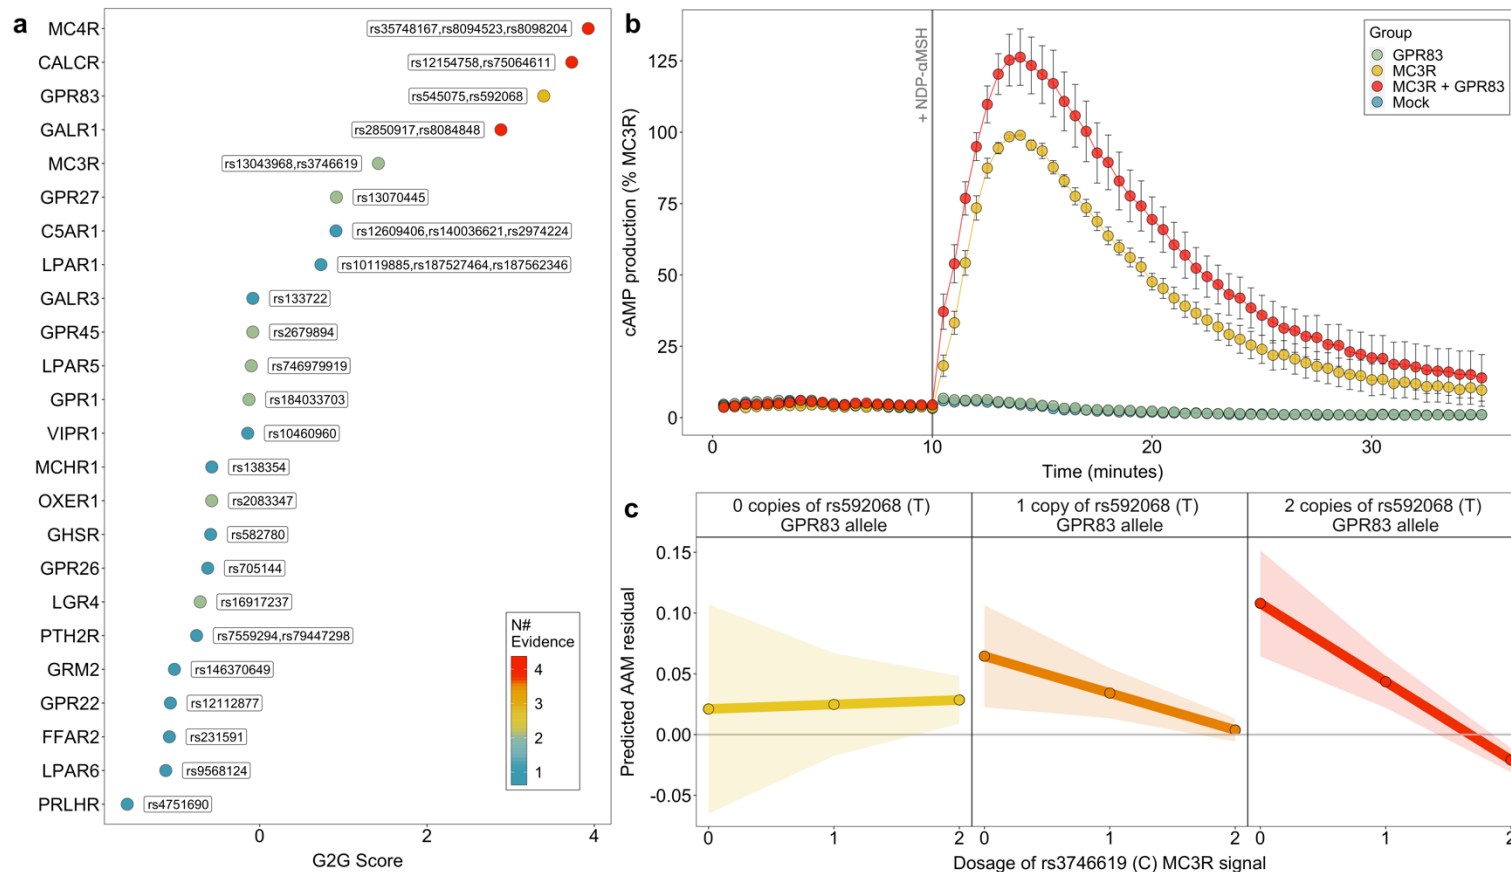 a
MC4R rs35748167,rs8094523,rs8098204
CALCR rs12154758,rs75064611
GPR83 rs545075,rs592068
GALR1 rs2850917,rs8084848
MC3R rs13043968,rs3746619
GPR27 rs13070445
C5AR1 rs12609406,rs140036621,rs2974224
LPAR1 rs10119885,rs187527464,rs187562346
GALR3 rs133722
GPR45 rs2679894
LPAR5 rs746979919
GPR1 rs184033703
VIPR1 rs10460960
MCHR1 rs138354
OXER1 rs2083347
GHSR rs582780
GPR26 rs705144
LGR4 rs16917237
PTH2R rs7559294,rs79447298
GRM2 rs146370649
GPR22 rs12112877
FFAR2 rs231591
LPAR6 rs9568124
PRLHR rs4751690
N#
Evidence
4
3
2
1
0 2 4
G2G Score
b
cAMP production (% MC3R)
125
100
75
50
25
0
+ NDP-αMSH
Group
GPR83
MC3R
MC3R + GPR83
Mock
0 10 20 30
Time (minutes)
c
0 copies of rs592068 (T)
GPR83 allele
1 copy of rs592068 (T)
GPR83 allele
2 copies of rs592068 (T)
GPR83 allele
Predicted AAM residual
0.15
0.10
0.05
0.00
-0.05
0 1 2 0 1 2 0 1 2
Dosage of rs3746619 (C) MC3R signal